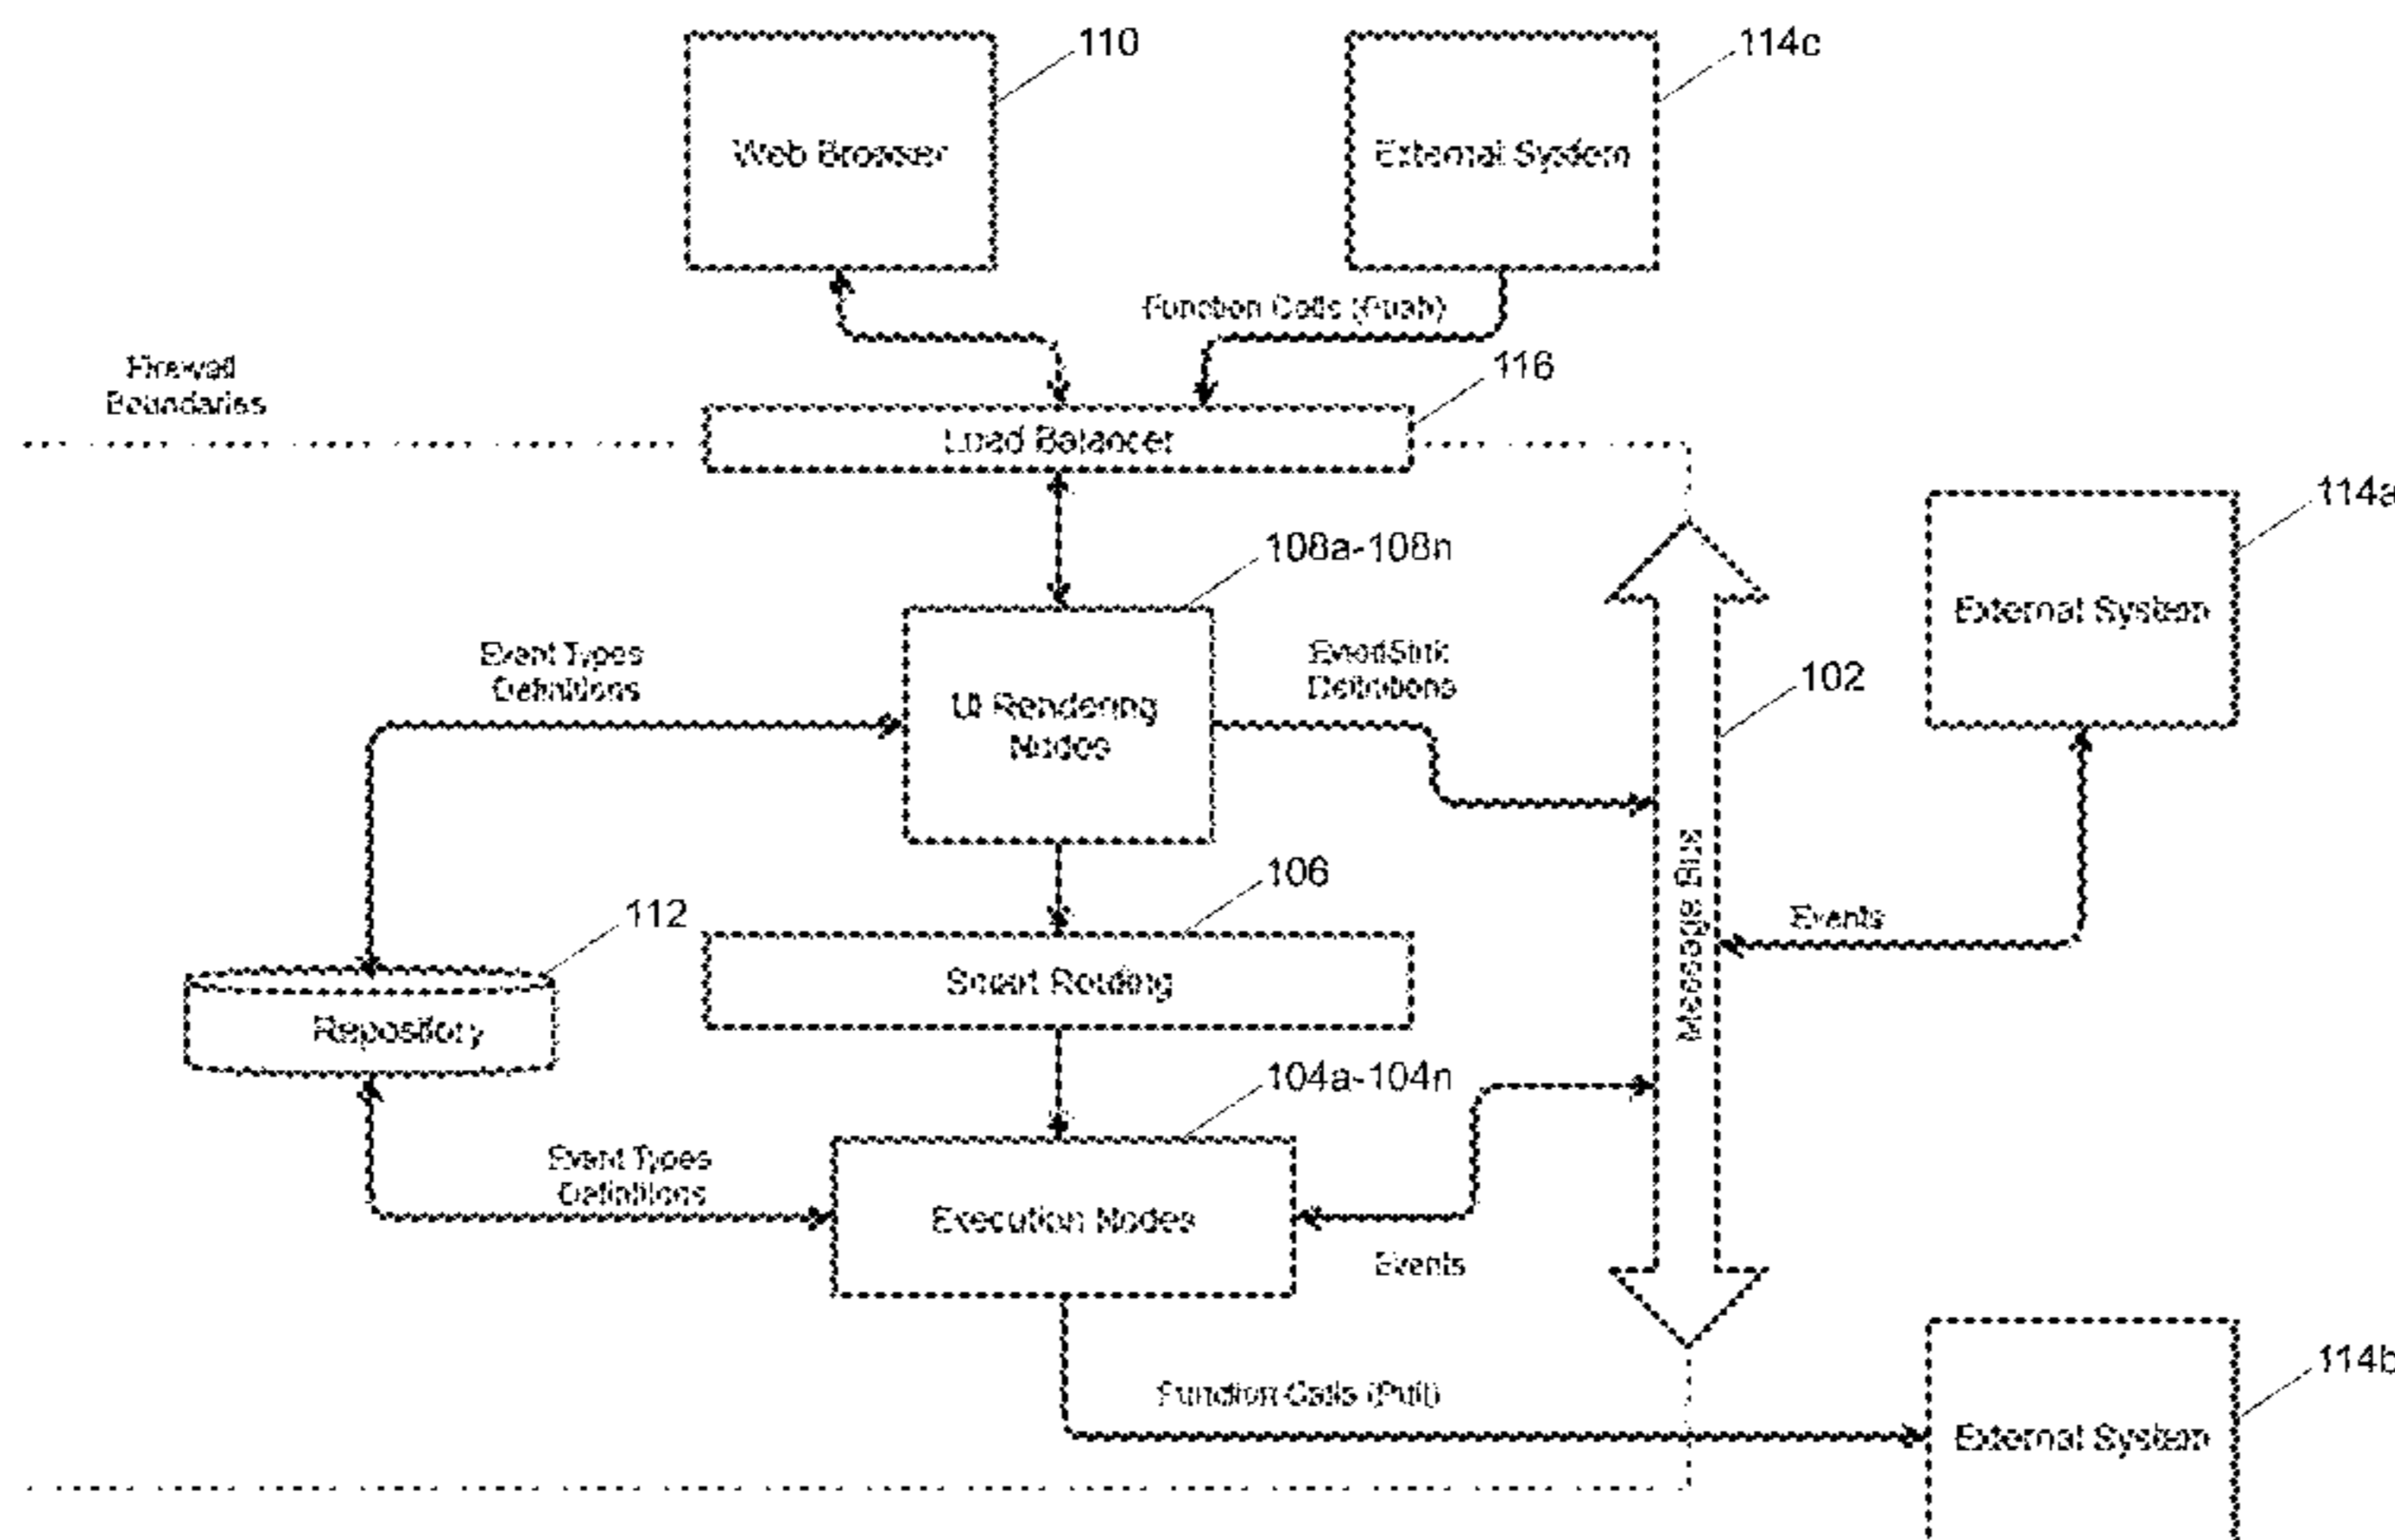 110
114c
Web Browser
External System
Function Calls (Push)
116
Firewall
Boundaries
Load Balancer
114a
108a-108n
External System
Event Types
Definitions
EventSink
Definitions
UI Rendering
Nodes
102
106
112
Message Bus
Events
Smart Routing
Repository
104a-104n
Event Types
Definitions
Execution Nodes
Events
114b
Function Calls (Pull)
External System